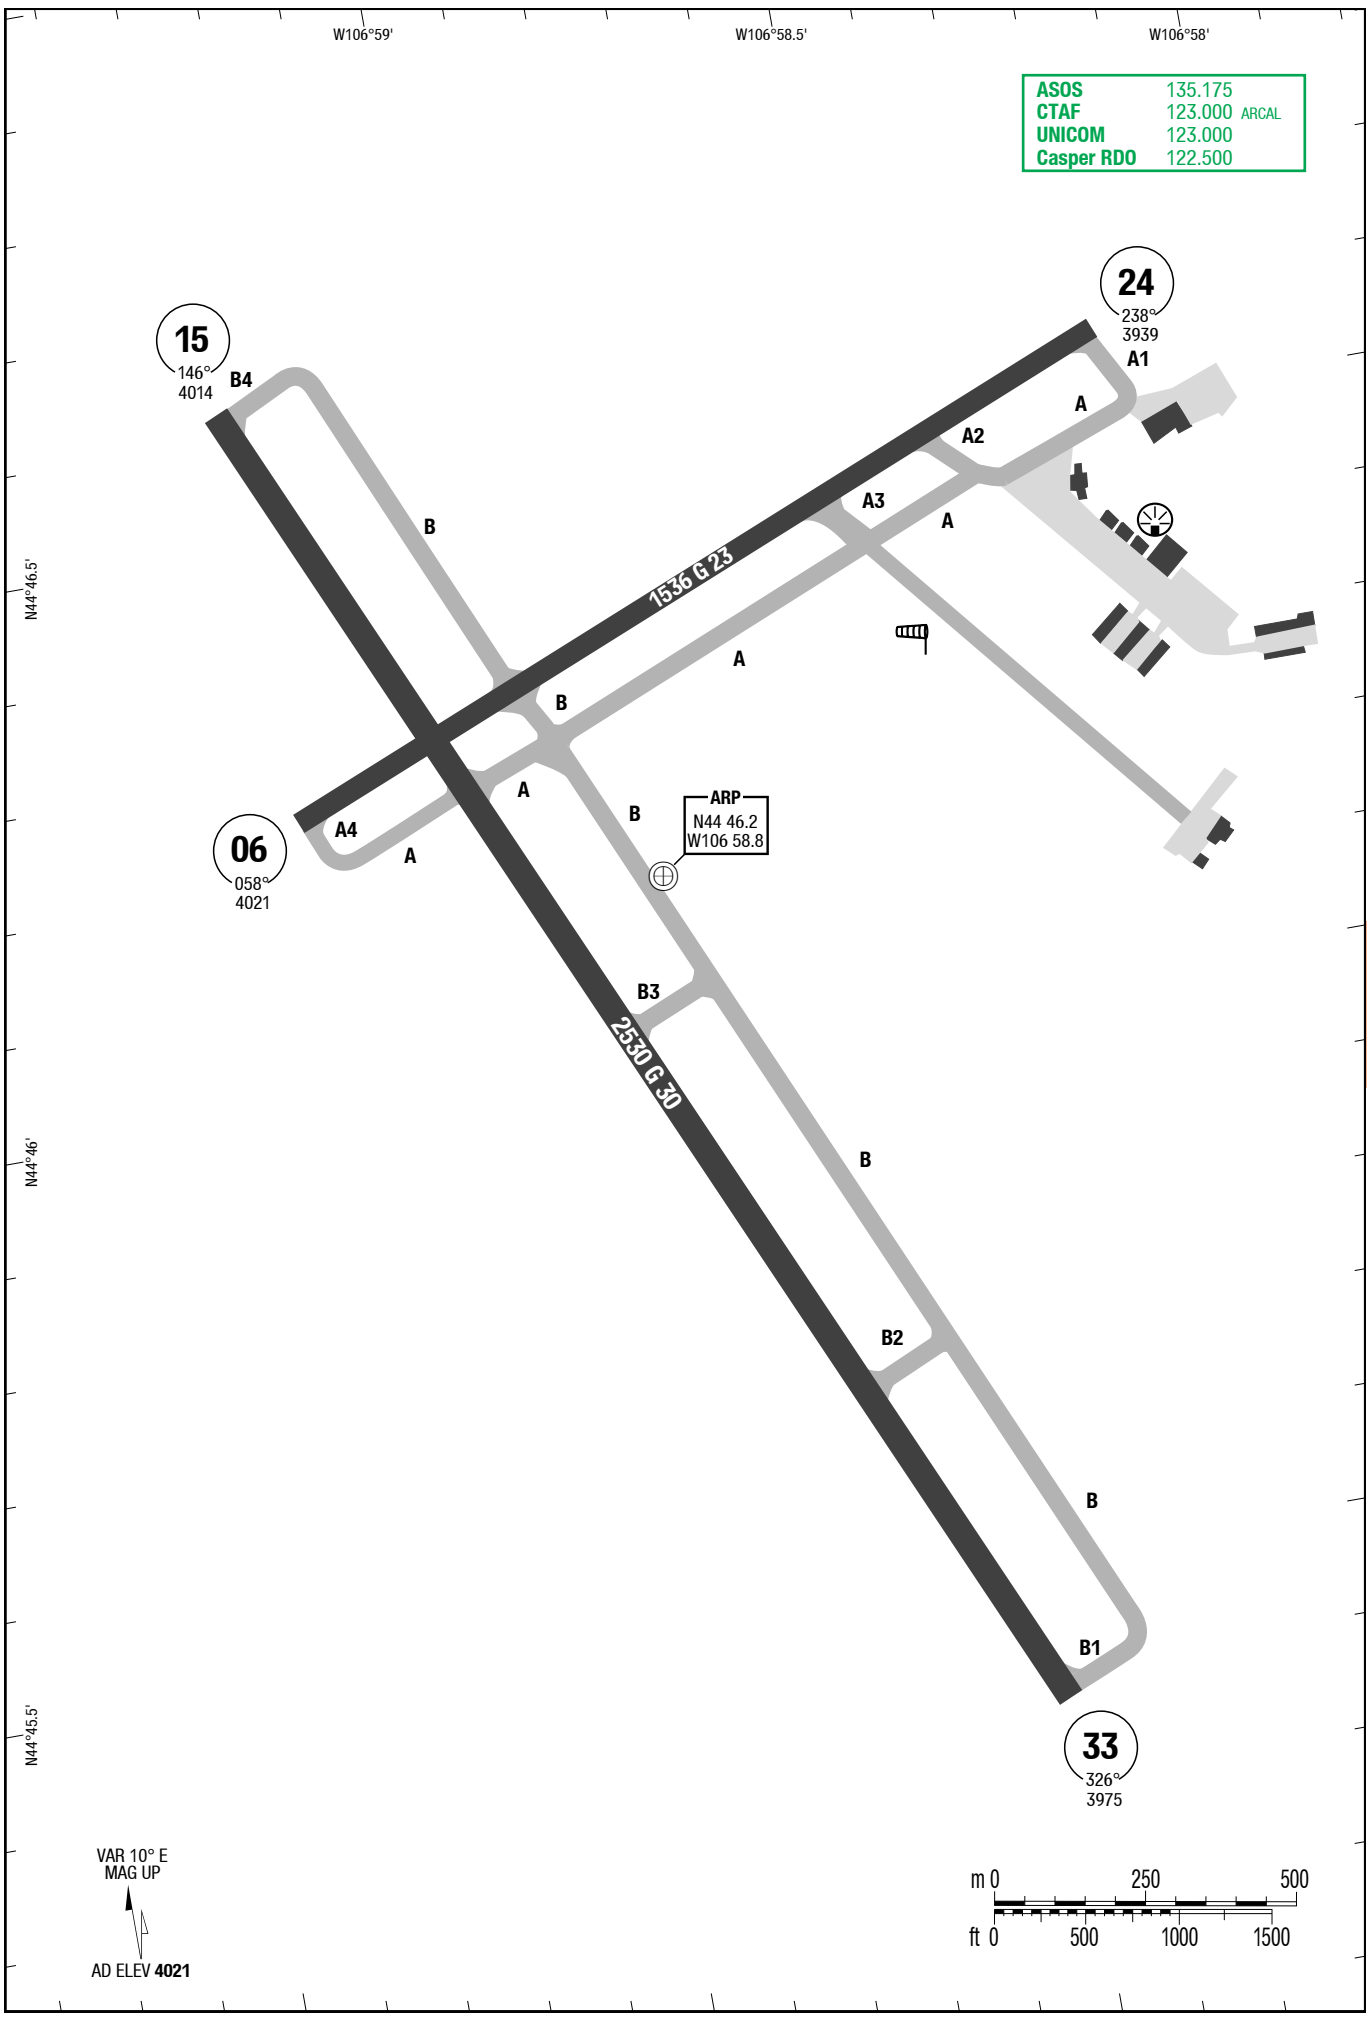 W106°59'
W106°58.5'
W106°58'
ASOS 135.175
CTAF 123.000 ARCAL
UNICOM 123.000
Casper RDO 122.500
24
238°
3939
15
146°
4014
B4
A1
A
A2
A3
A
B
1536 G 23
N44°46.5'
A
B
A
B
ARP
N44 46.2
W106 58.8
A4
A
06
058°
4021
B3
2530 G 30
B
N44°46'
B2
B
B1
N44°45.5'
33
326°
3975
VAR 10° E
MAG UP
AD ELEV 4021
m 0 250 500
ft 0 500 1000 1500